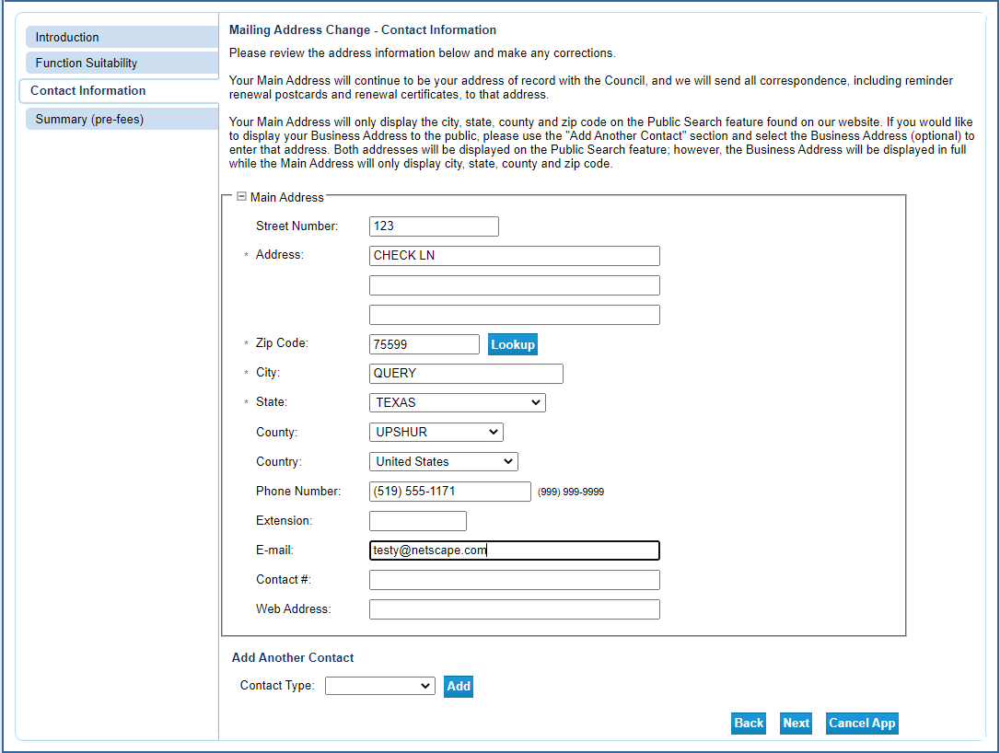 Introduction
Function Suitability
Contact Information
Summary (pre-fees)
Mailing Address Change - Contact Information
Please review the address information below and make any corrections.
Your Main Address will continue to be your address of record with the Council, and we will send all correspondence, including reminder
renewal postcards and renewal certificates, to that address.
Your Main Address will only display the city, state, county and zip code on the Public Search feature found on our website. If you would like
to display your Business Address to the public, please use the "Add Another Contact" section and select the Business Address (optional) to
enter that address. Both addresses will be displayed on the Public Search feature; however, the Business Address will be displayed in full
while the Main Address will only display city, state, county and zip code.
Main Address
Street Number: 123
* Address: CHECK LN
* Zip Code: 75599 Lookup
* City: QUERY
* State: TEXAS
County: UPSHUR
Country: United States
Phone Number: (519) 555-1171 (999) 999-9999
Extension:
E-mail: testy@netscape.com
Contact #:
Web Address:
Add Another Contact
Contact Type: Add
Back Next Cancel App